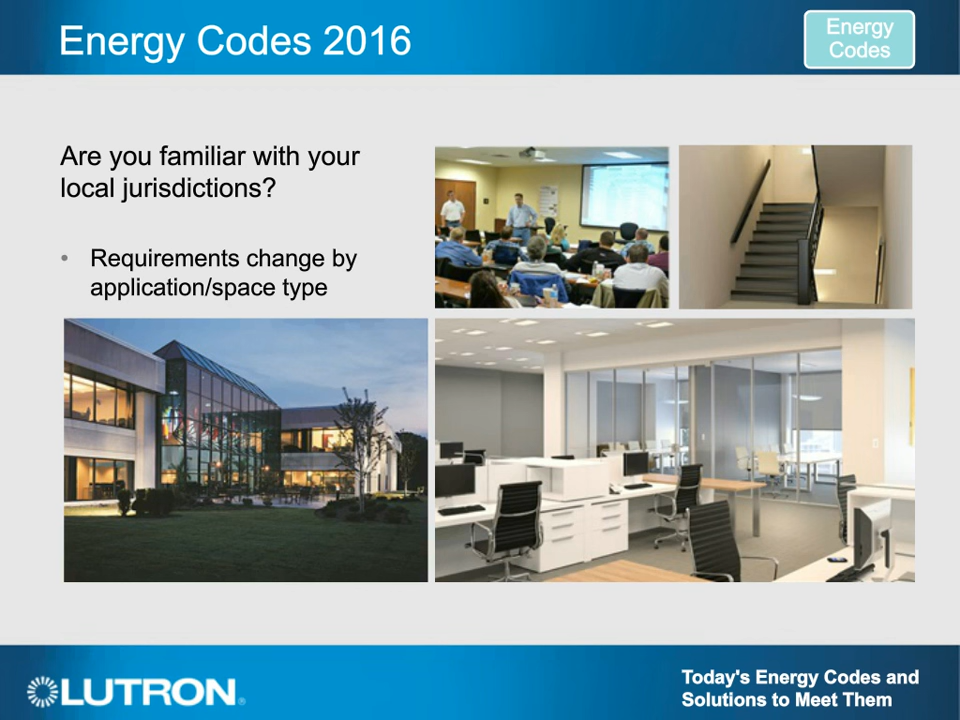 Energy Codes 2016
Energy
Codes
Are you familiar with your
local jurisdictions?
• Requirements change by
application/space type
LUTRON®
Today's Energy Codes and
Solutions to Meet Them